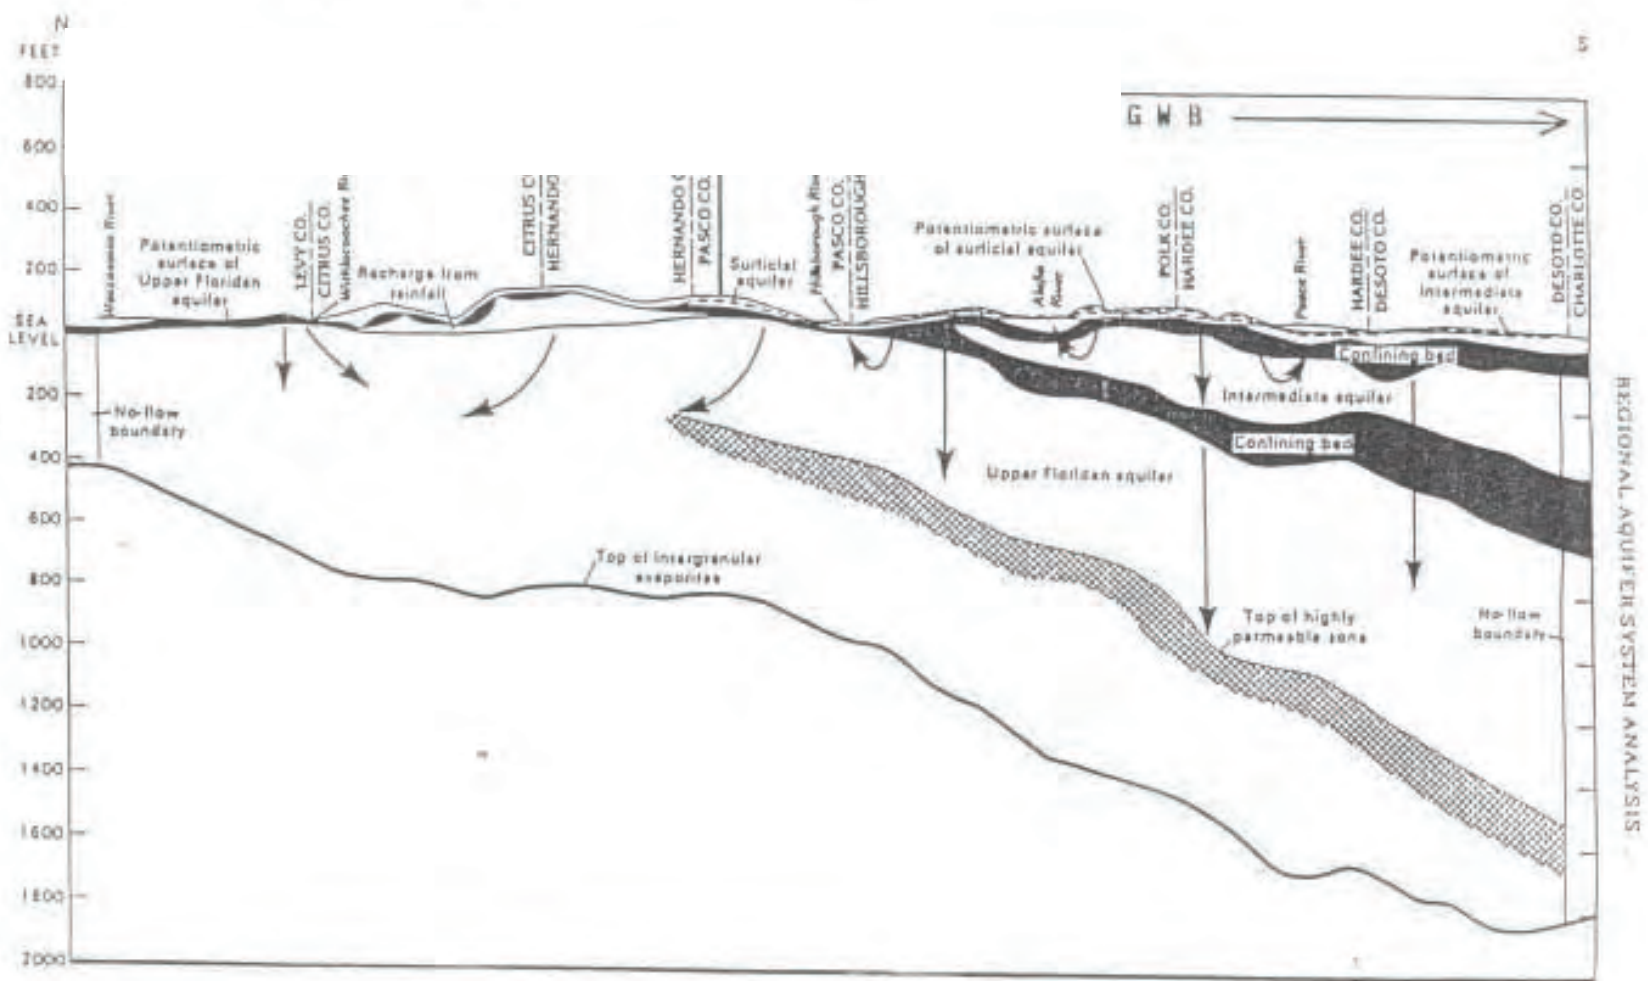 N
FEET
S
800
600
400
200
SEA
LEVEL
200
400
600
800
1000
1200
1400
1600
1800
2000
G W B
Potentiometric
surface of
Upper Floridan
aquifer
LEVY CO.
CITRUS CO.
Recharge from
rainfall
CITRUS C
HERNANDO
HERNANDO C
PASCO CO.
Surficial
aquifer
PASCO CO.
HILLSBOROUGH
Potentiometric surface
of surficial aquifer
Alafia
River
POLK CO.
HARDEE CO.
Peace River
HARDEE CO.
DESOTO CO.
Potentiometric
surface of
Intermediate
aquifer
DESOTO CO.
CHARLOTTE CO.
Confining bed
Intermediate aquifer
Confining bed
Upper Floridan aquifer
No-flow
boundary
Top of intergranular
evaporites
Top of highly
permeable zone
No-flow
boundary
REGIONAL AQUIFER SYSTEM ANALYSIS